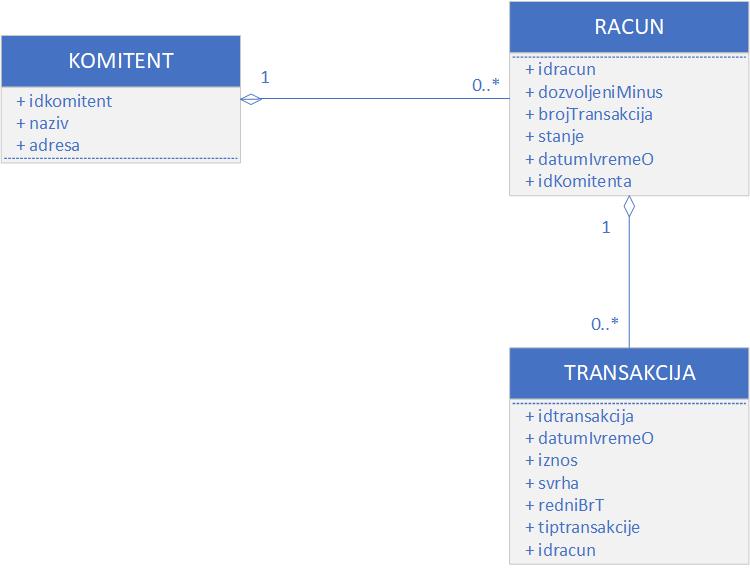 KOMITENT
+ idkomitent
+ naziv
+ adresa
1
0..*
RACUN
+ idracun
+ dozvoljeniMinus
+ brojTransakcija
+ stanje
+ datumIvremeO
+ idKomitenta
1
0..*
TRANSAKCIJA
+ idtransakcija
+ datumIvremeO
+ iznos
+ svrha
+ redniBrT
+ tiptransakcije
+ idracun